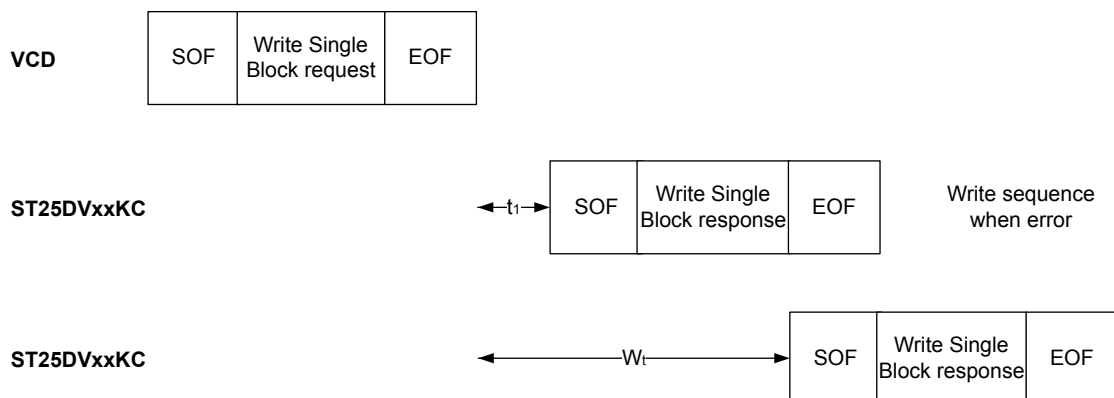 VCD
SOF
Write Single
Block request
EOF
ST25DVxxKC
t1
SOF
Write Single
Block response
EOF
Write sequence
when error
ST25DVxxKC
Wt
SOF
Write Single
Block response
EOF